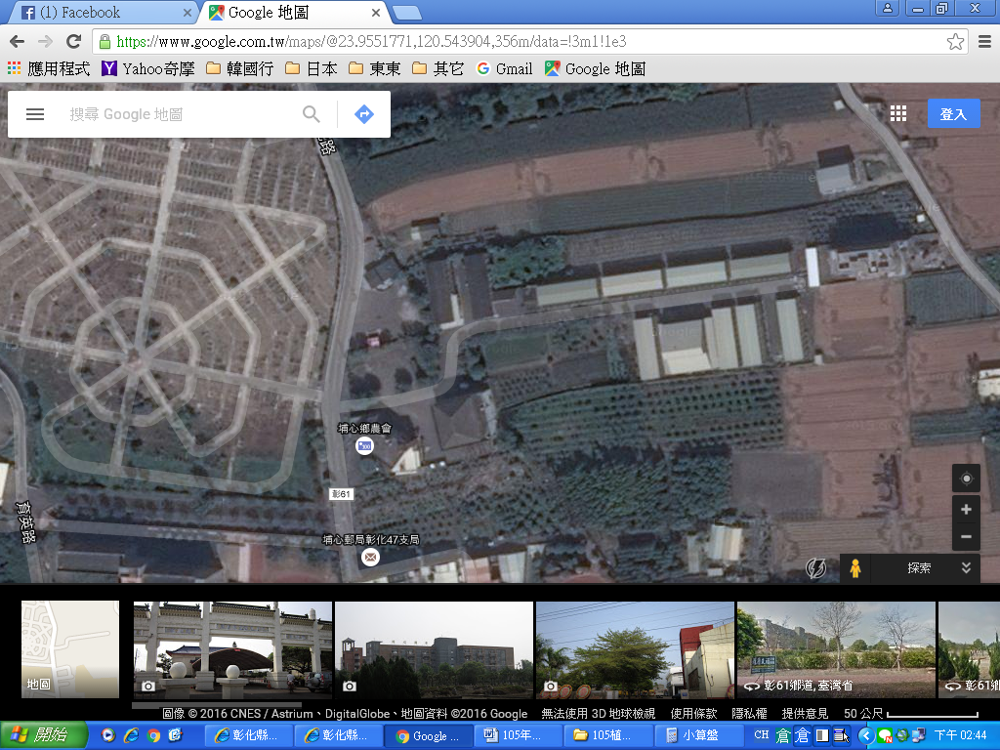 (1) Facebook
Google 地圖
https://www.google.com.tw/maps/@23.9551771,120.543904,356m/data=!3m1!1e3
應用程式 Yahoo奇摩 韓國行 日本 東東 其它 Gmail Google 地圖
搜尋 Google 地圖
登入
路
埔心鄉農會
彰61
育英路
埔心郵局彰化47支局
探索
地圖
彰61鄉道, 臺灣省
彰61鄉
圖像 © 2016 CNES / Astrium、DigitalGlobe、地圖資料 ©2016 Google 無法使用 3D 地球檢視 使用條款 隱私權 提供意見 50 公尺
開始 彰化縣... 彰化縣... Google ... 105年... 105植... 小算盤 CH 倉 倉 下午 02:44